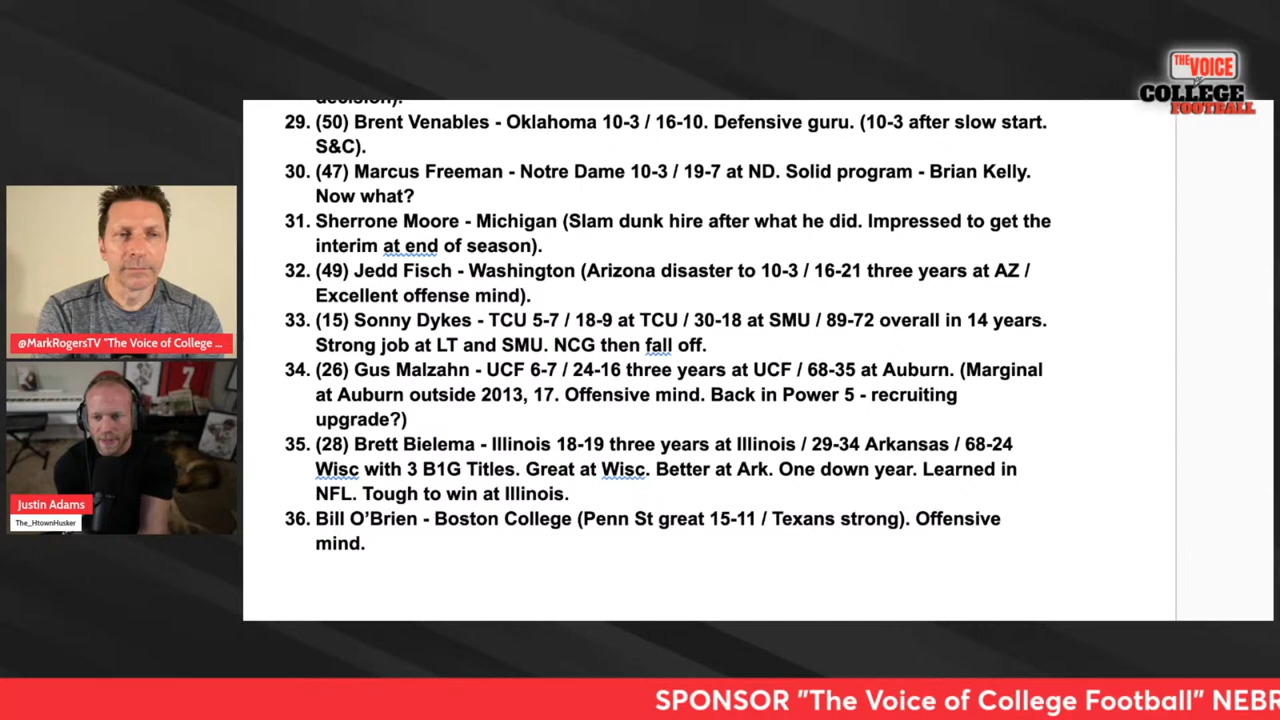 THE VOICE
OF
COLLEGE
FOOTBALL
decision).
29. (50) Brent Venables - Oklahoma 10-3 / 16-10. Defensive guru. (10-3 after slow start.
S&C).
30. (47) Marcus Freeman - Notre Dame 10-3 / 19-7 at ND. Solid program - Brian Kelly.
Now what?
31. Sherrone Moore - Michigan (Slam dunk hire after what he did. Impressed to get the
interim at end of season).
32. (49) Jedd Fisch - Washington (Arizona disaster to 10-3 / 16-21 three years at AZ /
Excellent offense mind).
33. (15) Sonny Dykes - TCU 5-7 / 18-9 at TCU / 30-18 at SMU / 89-72 overall in 14 years.
Strong job at LT and SMU. NCG then fall off.
34. (26) Gus Malzahn - UCF 6-7 / 24-16 three years at UCF / 68-35 at Auburn. (Marginal
at Auburn outside 2013, 17. Offensive mind. Back in Power 5 - recruiting
upgrade?)
35. (28) Brett Bielema - Illinois 18-19 three years at Illinois / 29-34 Arkansas / 68-24
Wisc with 3 B1G Titles. Great at Wisc. Better at Ark. One down year. Learned in
NFL. Tough to win at Illinois.
36. Bill O’Brien - Boston College (Penn St great 15-11 / Texans strong). Offensive
mind.
@MarkRogersTV "The Voice of College ...
7
Justin Adams
The_HtownHusker
SPONSOR "The Voice of College Football" NEBR